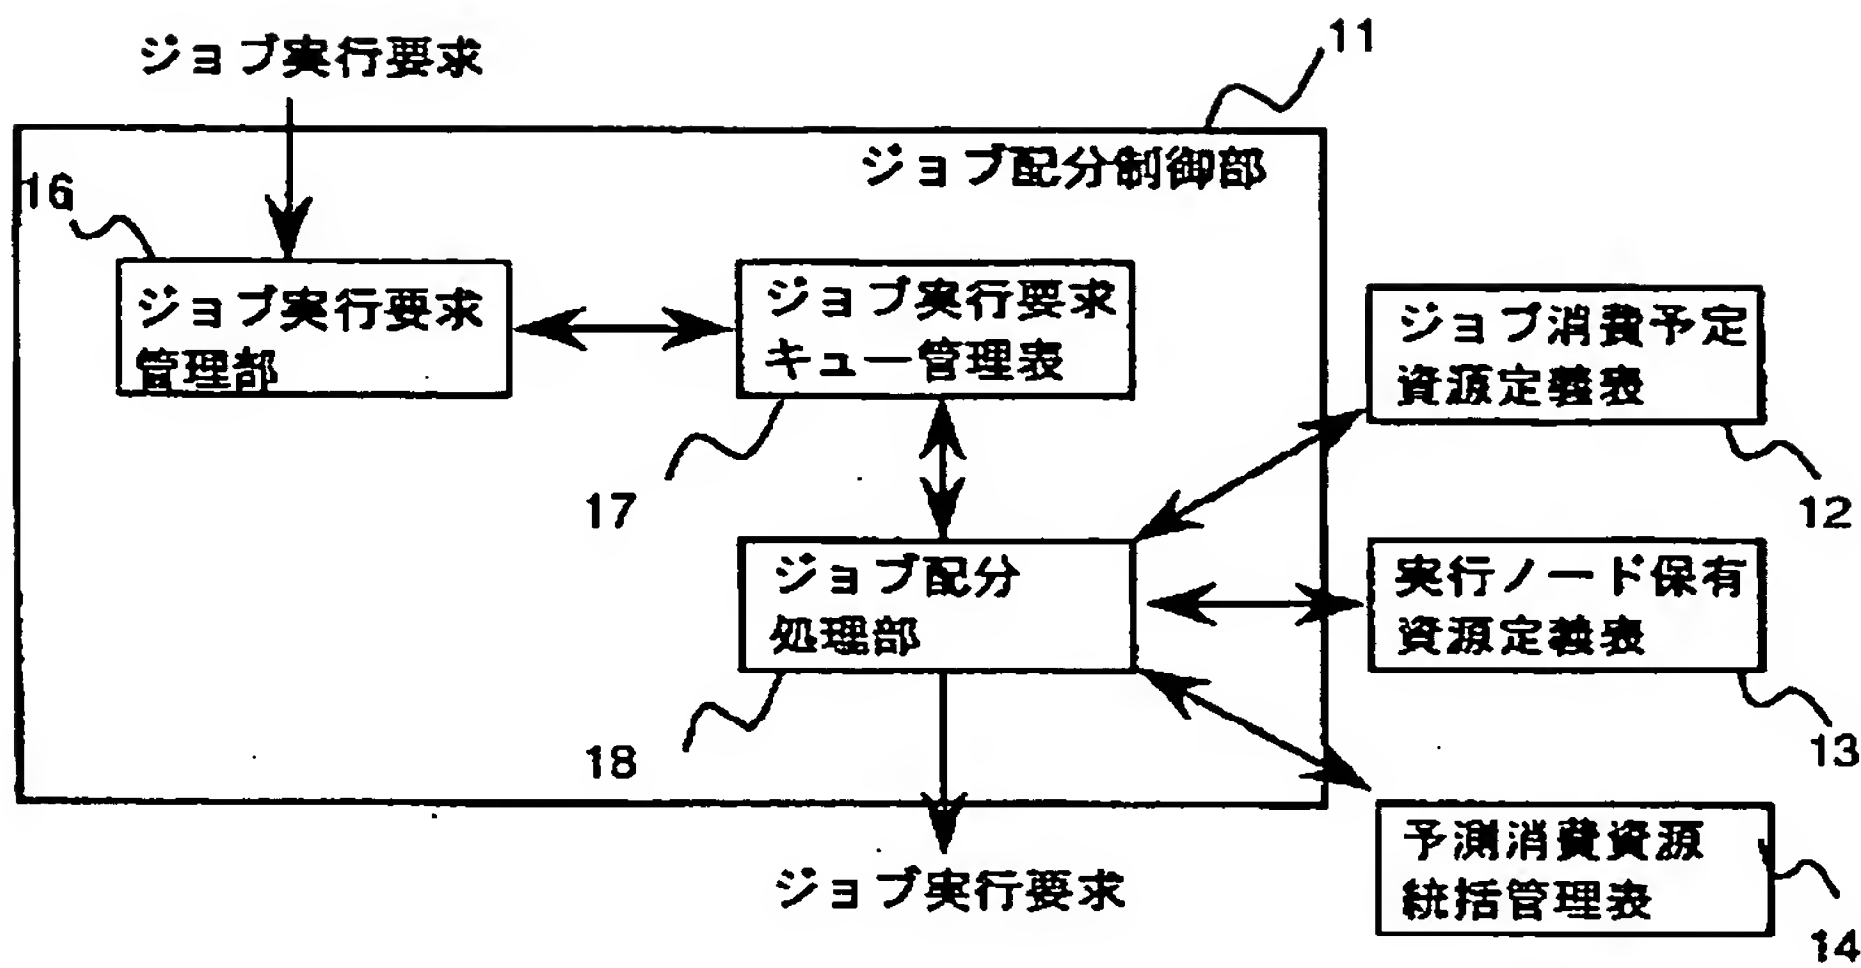 ジョブ実行要求
11
ジョブ配分制御部
16
ジョブ実行要求
管理部
ジョブ実行要求
キュー管理表
17
ジョブ消費予定
資源定義表
12
ジョブ配分
処理部
18
実行ノード保有
資源定義表
13
予測消費資源
統括管理表
14
ジョブ実行要求